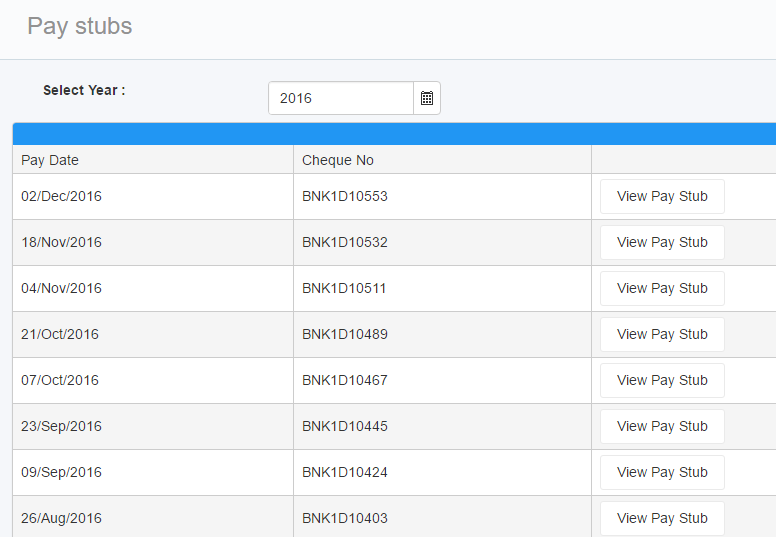 Pay stubs
Select Year :
2016
Pay Date Cheque No
02/Dec/2016 BNK1D10553 View Pay Stub
18/Nov/2016 BNK1D10532 View Pay Stub
04/Nov/2016 BNK1D10511 View Pay Stub
21/Oct/2016 BNK1D10489 View Pay Stub
07/Oct/2016 BNK1D10467 View Pay Stub
23/Sep/2016 BNK1D10445 View Pay Stub
09/Sep/2016 BNK1D10424 View Pay Stub
26/Aug/2016 BNK1D10403 View Pay Stub